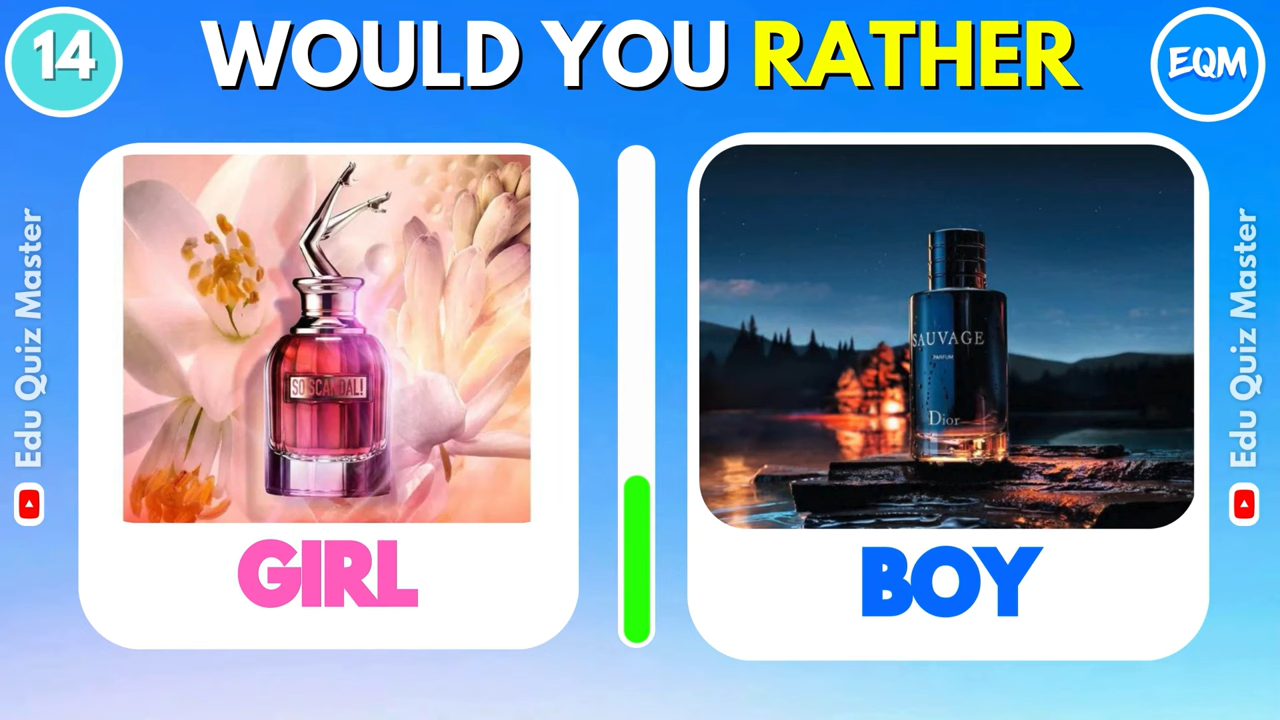 14
WOULD YOU RATHER
EQM
Edu Quiz Master
SO SCANDAL!
SAUVAGE
PARFUM
Dior
Edu Quiz Master
GIRL
BOY